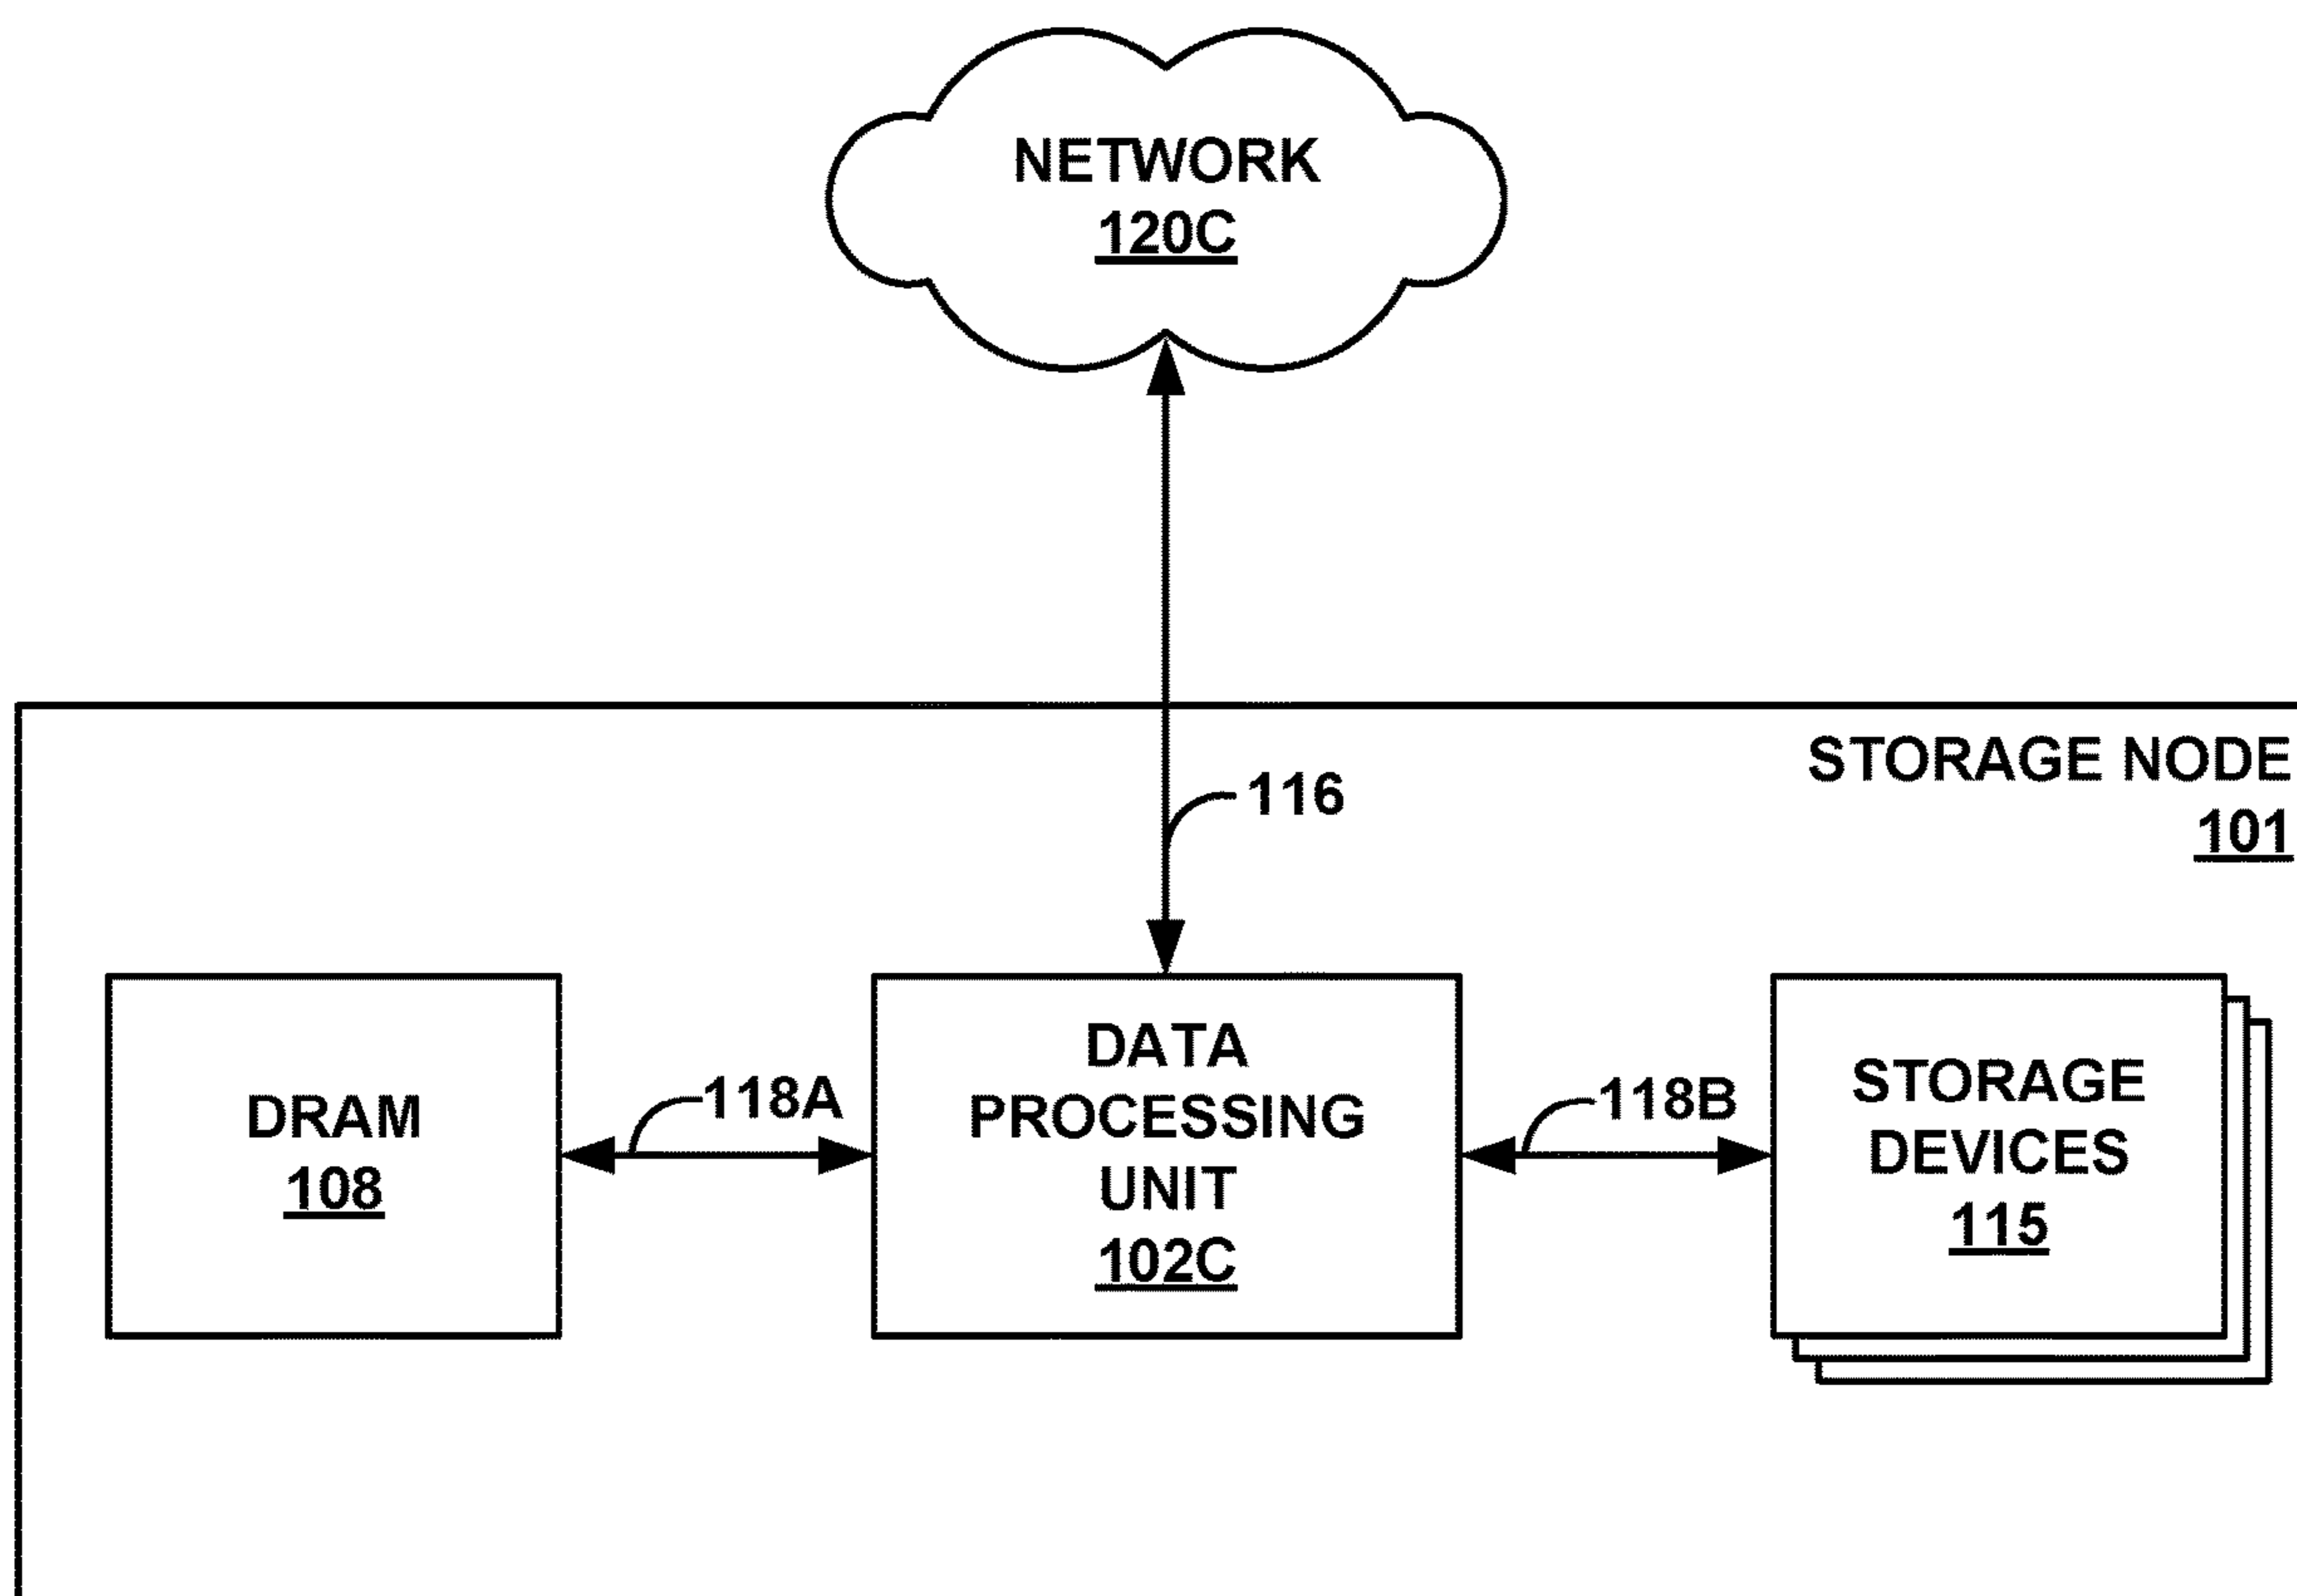 NETWORK
120C
STORAGE NODE
101
116
DRAM
108
118A
DATA
PROCESSING
UNIT
102C
118B
STORAGE
DEVICES
115